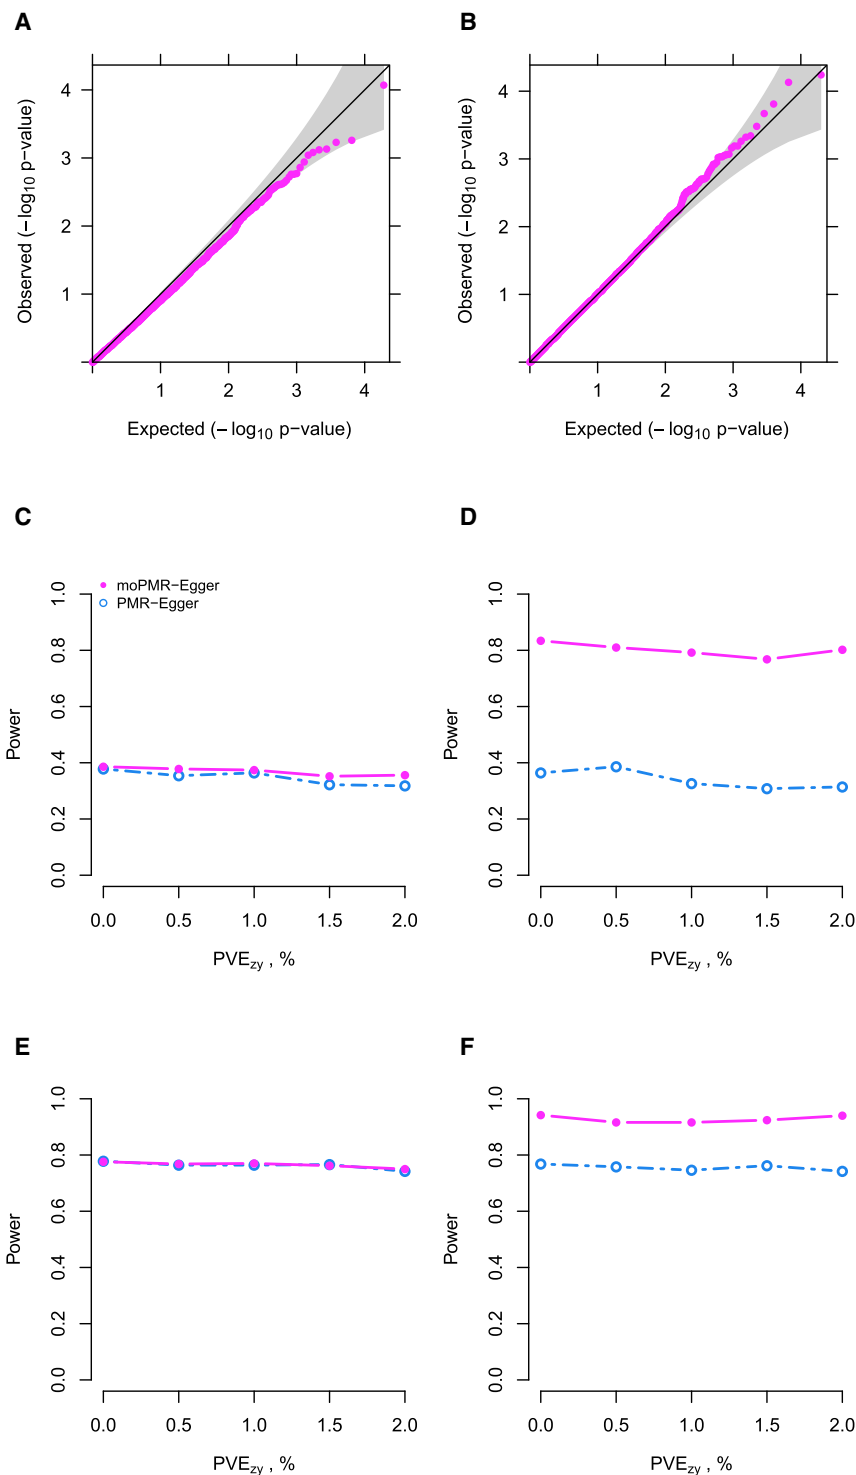 A
B
Observed (−log10 p−value)
4
3
2
1
1 2 3 4
Expected (−log10 p−value)
Observed (−log10 p−value)
4
3
2
1
1 2 3 4
Expected (−log10 p−value)
C
D
moPMR−Egger
PMR−Egger
Power
1.0
0.8
0.6
0.4
0.2
0.0
0.0 0.5 1.0 1.5 2.0
PVEzy , %
Power
1.0
0.8
0.6
0.4
0.2
0.0
0.0 0.5 1.0 1.5 2.0
PVEzy , %
E
F
Power
1.0
0.8
0.6
0.4
0.2
0.0
0.0 0.5 1.0 1.5 2.0
PVEzy , %
Power
1.0
0.8
0.6
0.4
0.2
0.0
0.0 0.5 1.0 1.5 2.0
PVEzy , %